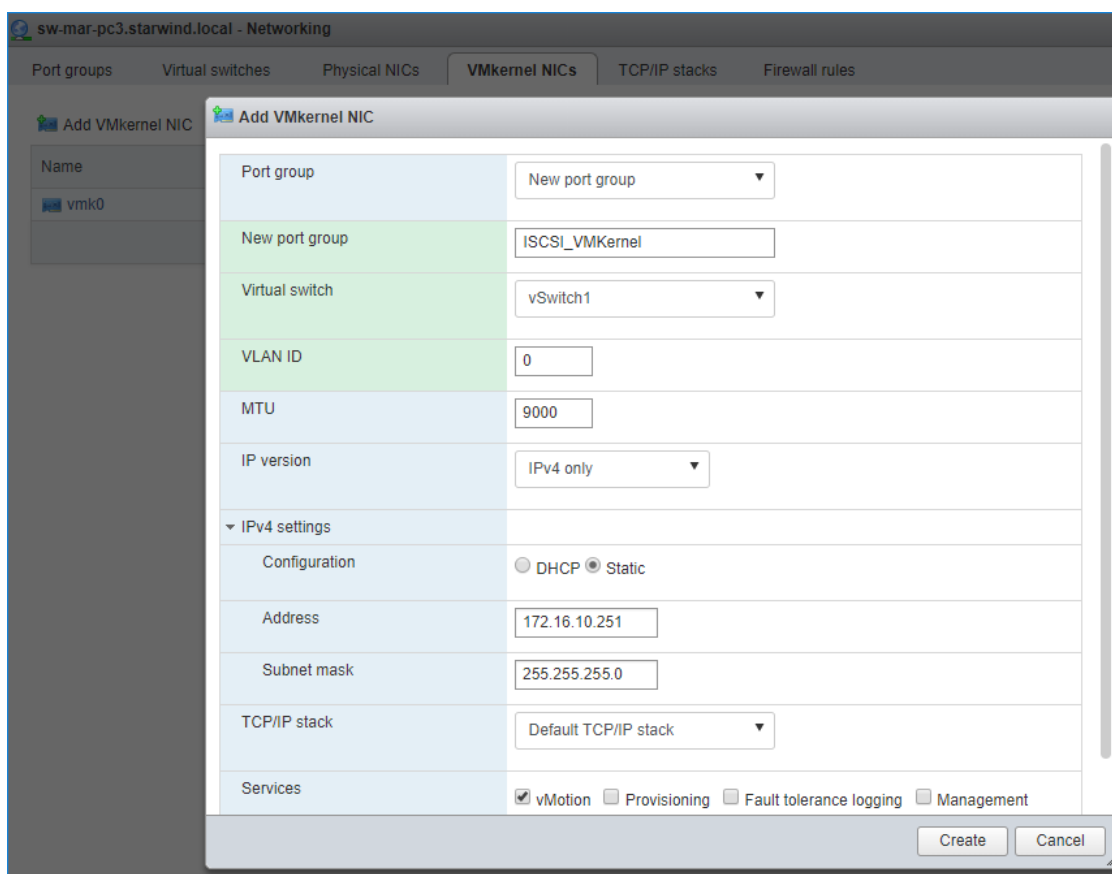 sw-mar-pc3.starwind.local - Networking
Port groups Virtual switches Physical NICs VMkernel NICs TCP/IP stacks Firewall rules
Add VMkernel NIC
Name
vmk0
Add VMkernel NIC
Port group New port group
New port group ISCSI_VMKernel
Virtual switch vSwitch1
VLAN ID 0
MTU 9000
IP version IPv4 only
IPv4 settings
Configuration DHCP Static
Address 172.16.10.251
Subnet mask 255.255.255.0
TCP/IP stack Default TCP/IP stack
Services vMotion Provisioning Fault tolerance logging Management
Create Cancel